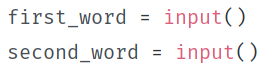 first_word = input()
second_word = input()